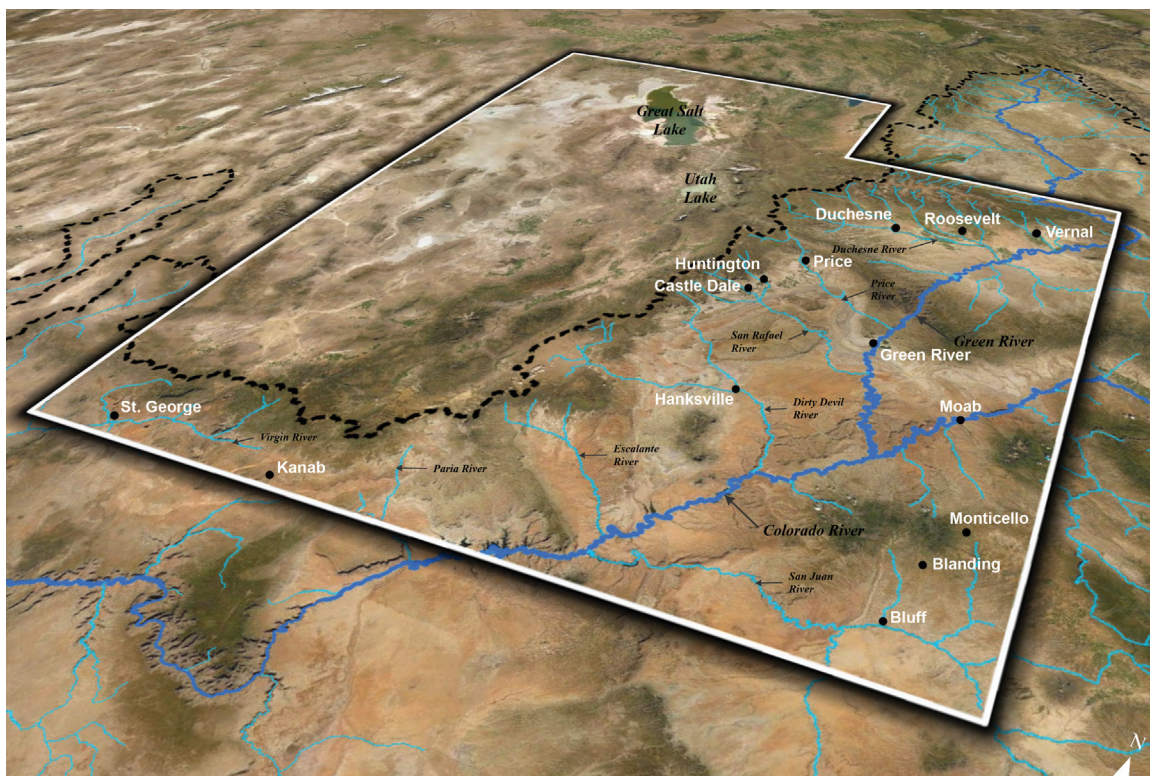 Great Salt
Lake
Utah
Lake
Duchesne
Roosevelt
Vernal
Duchesne River
Price
Huntington
Castle Dale
Price
River
San Rafael
River
Green River
Green River
Hanksville
Dirty Devil
River
Moab
St. George
Virgin River
Kanab
Paria River
Escalante
River
Colorado River
Monticello
Blanding
San Juan
River
Bluff
N